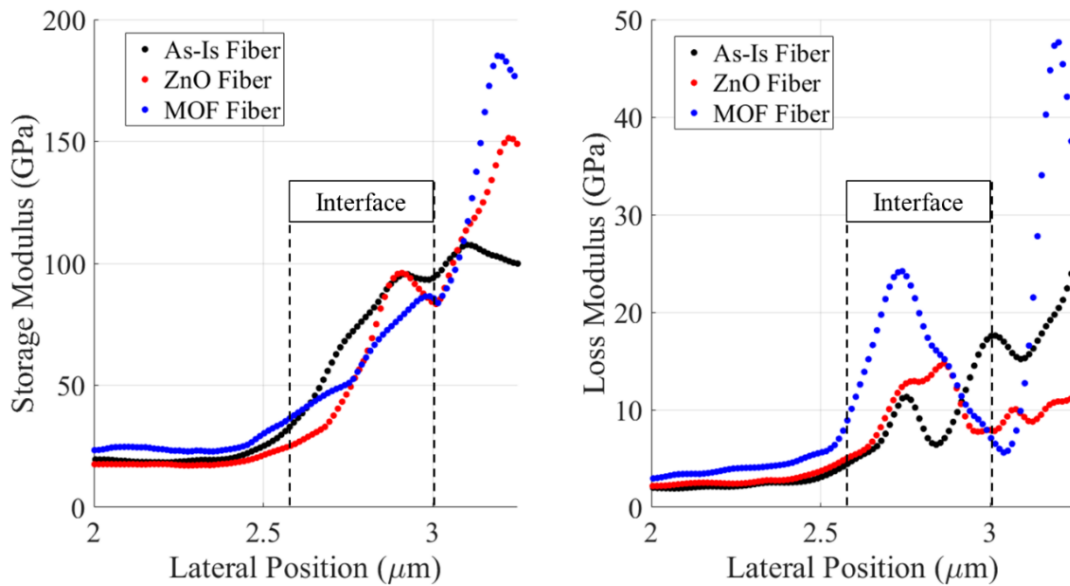 200
150
100
50
0
Storage Modulus (GPa)
As-Is Fiber
ZnO Fiber
MOF Fiber
Interface
2
2.5
3
Lateral Position (μm)
50
40
30
20
10
0
Loss Modulus (GPa)
As-Is Fiber
ZnO Fiber
MOF Fiber
Interface
2
2.5
3
Lateral Position (μm)